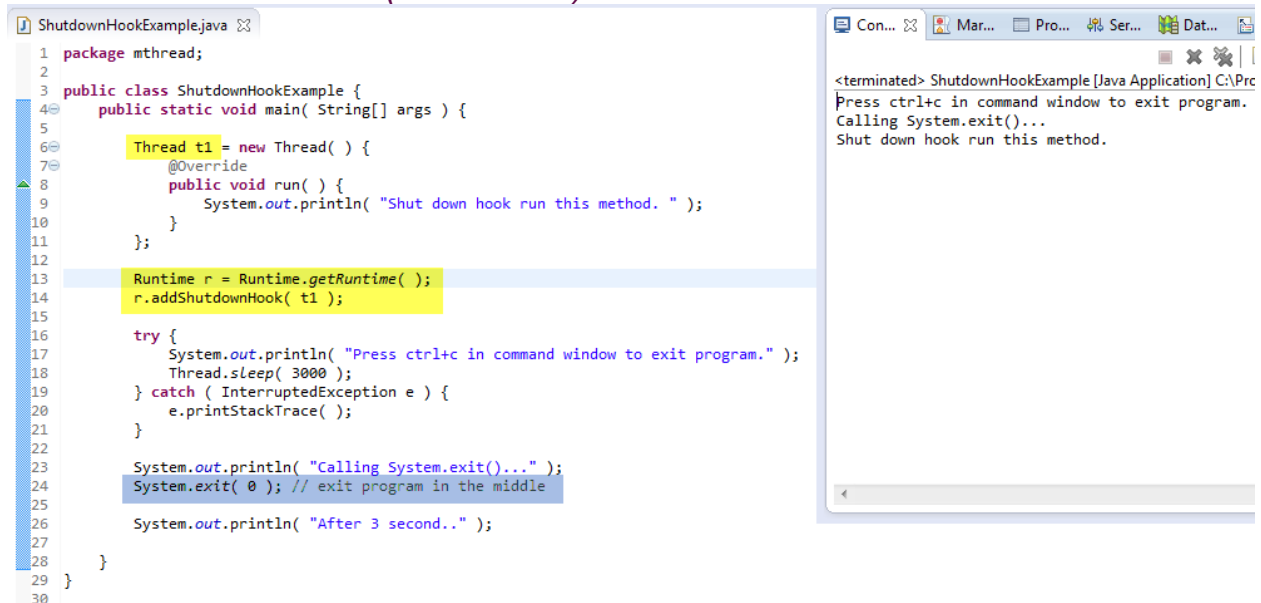 ShutdownHookExample.java
1 package mthread;
2
3 public class ShutdownHookExample {
4 public static void main( String[] args ) {
5
6 Thread t1 = new Thread( ) {
7 @Override
8 public void run( ) {
9 System.out.println( "Shut down hook run this method. " );
10 }
11 };
12
13 Runtime r = Runtime.getRuntime( );
14 r.addShutdownHook( t1 );
15
16 try {
17 System.out.println( "Press ctrl+c in command window to exit program." );
18 Thread.sleep( 3000 );
19 } catch ( InterruptedException e ) {
20 e.printStackTrace( );
21 }
22
23 System.out.println( "Calling System.exit()..." );
24 System.exit( 0 ); // exit program in the middle
25
26 System.out.println( "After 3 second.." );
27
28 }
29 }
30
Con... Mar... Pro... Ser... Dat...
<terminated> ShutdownHookExample [Java Application] C:\Pro
Press ctrl+c in command window to exit program.
Calling System.exit()...
Shut down hook run this method.